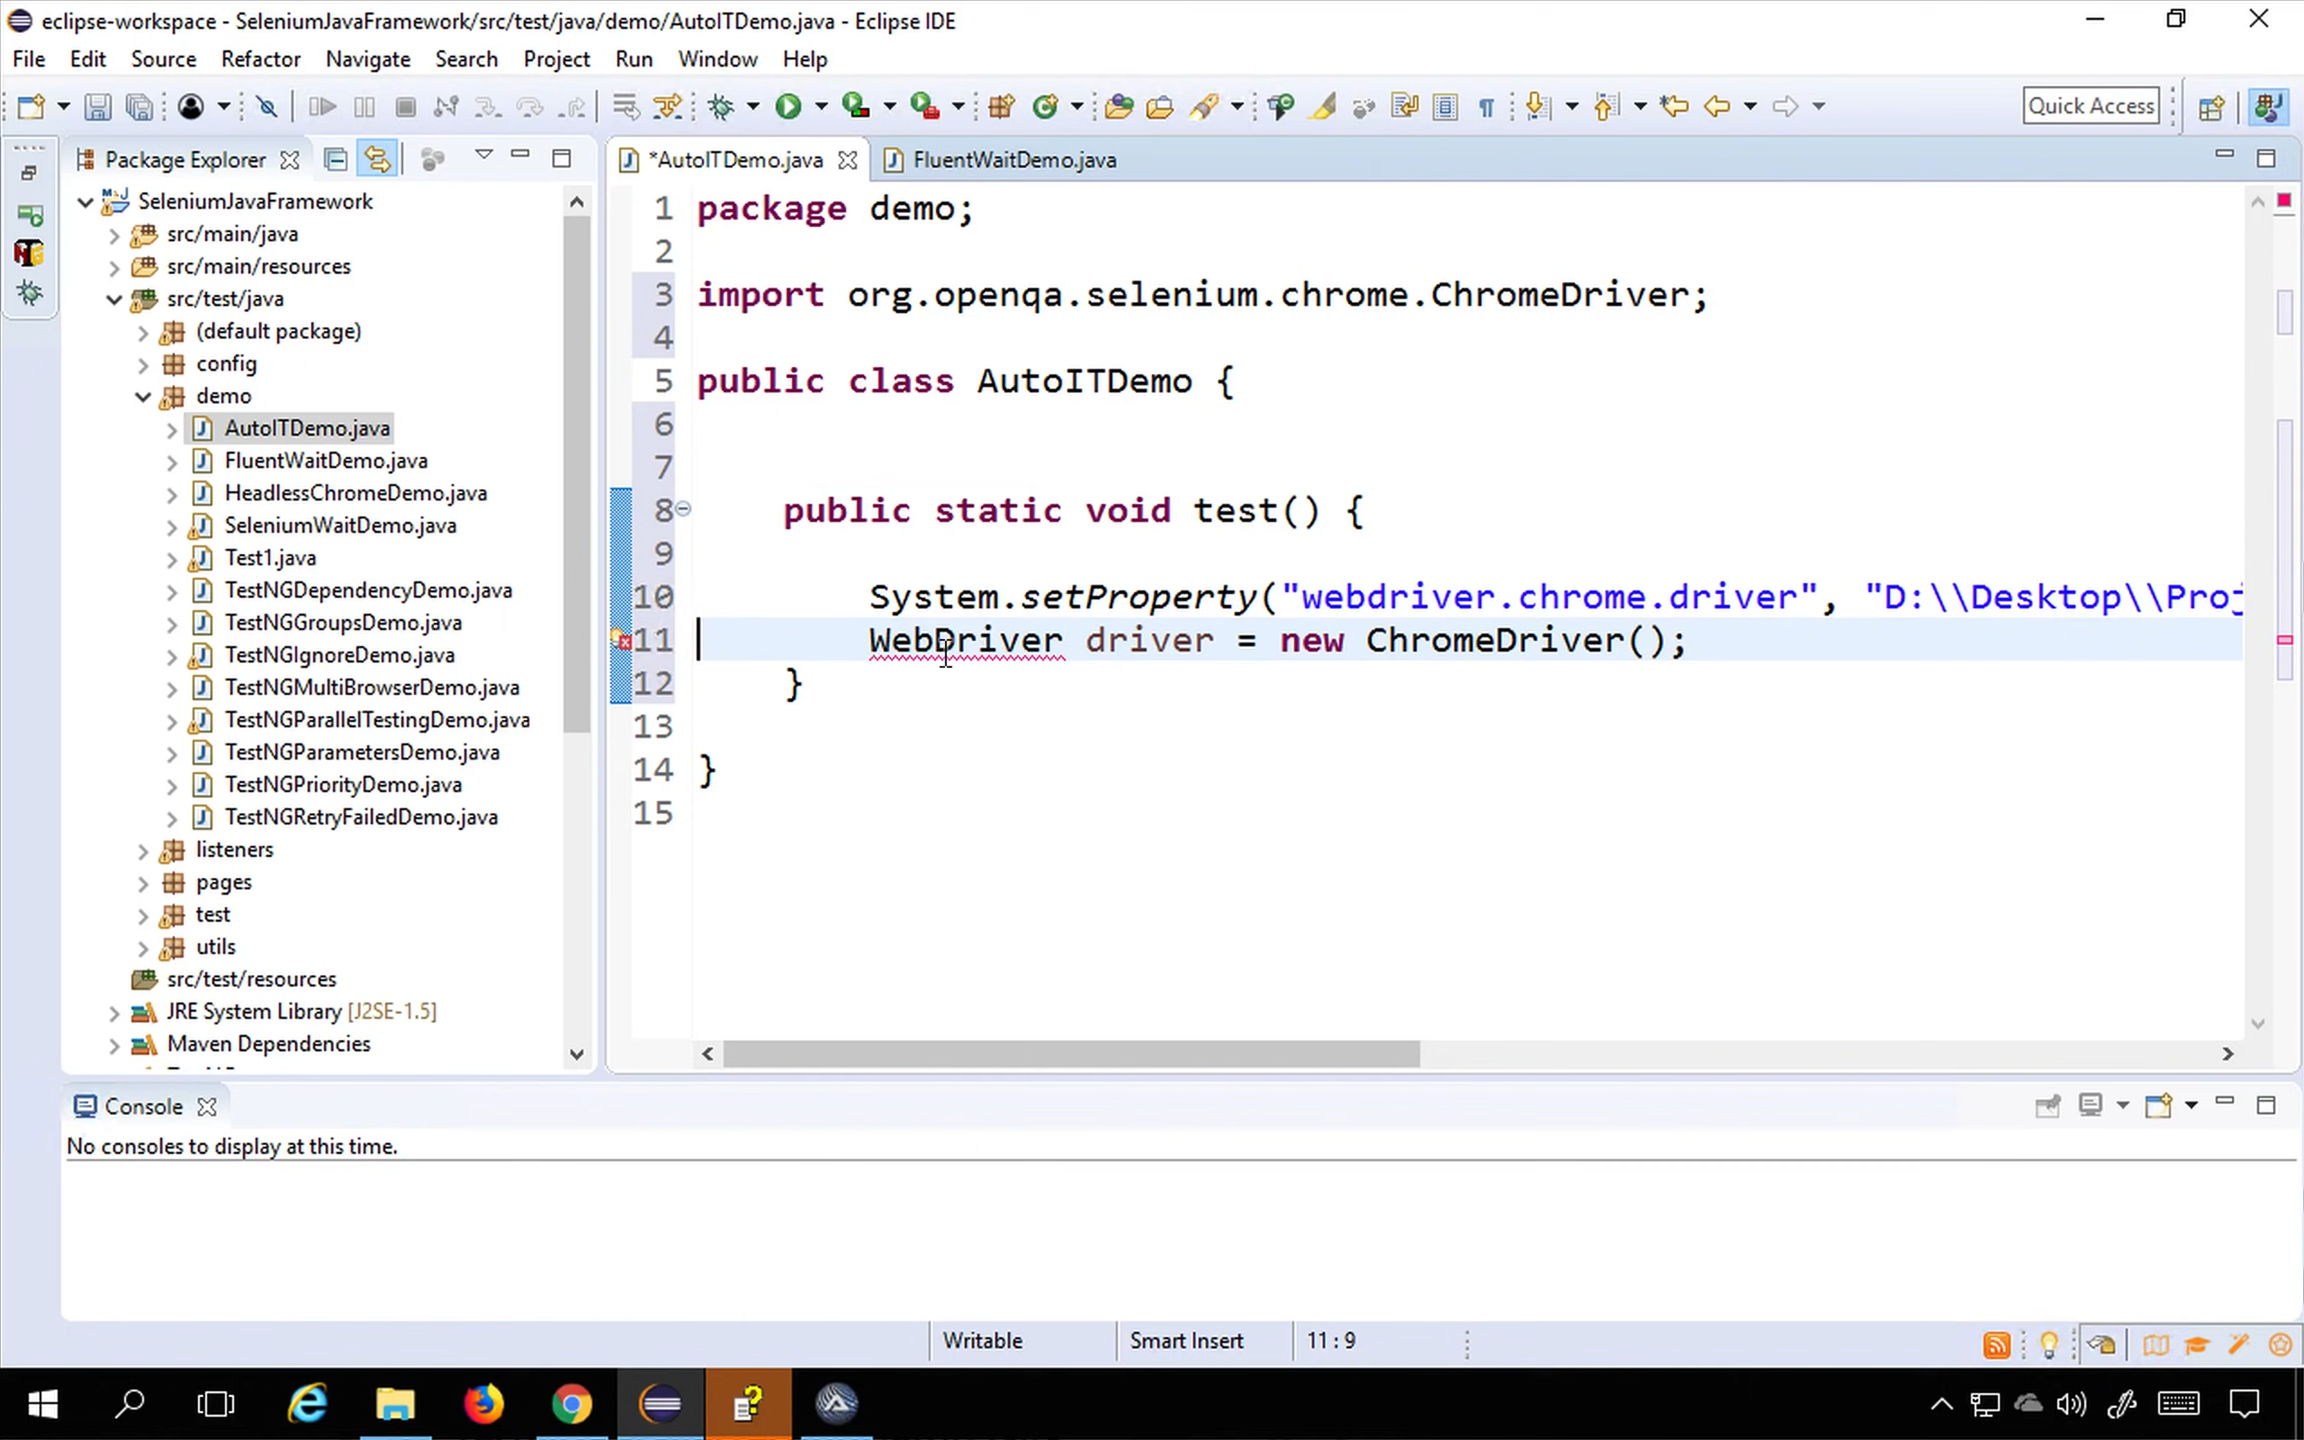 eclipse-workspace - SeleniumJavaFramework/src/test/java/demo/AutoITDemo.java - Eclipse IDE
File Edit Source Refactor Navigate Search Project Run Window Help
Quick Access
Package Explorer
*AutoITDemo.java
FluentWaitDemo.java
SeleniumJavaFramework
src/main/java
src/main/resources
src/test/java
(default package)
config
demo
AutoITDemo.java
FluentWaitDemo.java
HeadlessChromeDemo.java
SeleniumWaitDemo.java
Test1.java
TestNGDependencyDemo.java
TestNGGroupsDemo.java
TestNGIgnoreDemo.java
TestNGMultiBrowserDemo.java
TestNGParallelTestingDemo.java
TestNGParametersDemo.java
TestNGPriorityDemo.java
TestNGRetryFailedDemo.java
listeners
pages
test
utils
src/test/resources
JRE System Library [J2SE-1.5]
Maven Dependencies
1 package demo;
2
3 import org.openqa.selenium.chrome.ChromeDriver;
4
5 public class AutoITDemo {
6
7
8 public static void test() {
9
10 System.setProperty("webdriver.chrome.driver", "D:\\Desktop\\Proj
11 WebDriver driver = new ChromeDriver();
12 }
13
14 }
15
Console
No consoles to display at this time.
Writable
Smart Insert
11 : 9